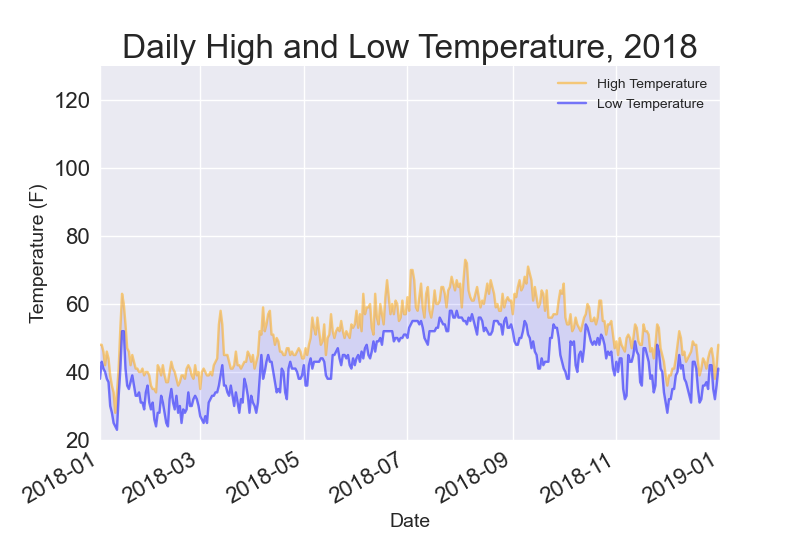 Daily High and Low Temperature, 2018
High Temperature
Low Temperature
120
100
80
60
40
20
Temperature (F)
2018-01
2018-03
2018-05
2018-07
2018-09
2018-11
2019-01
Date